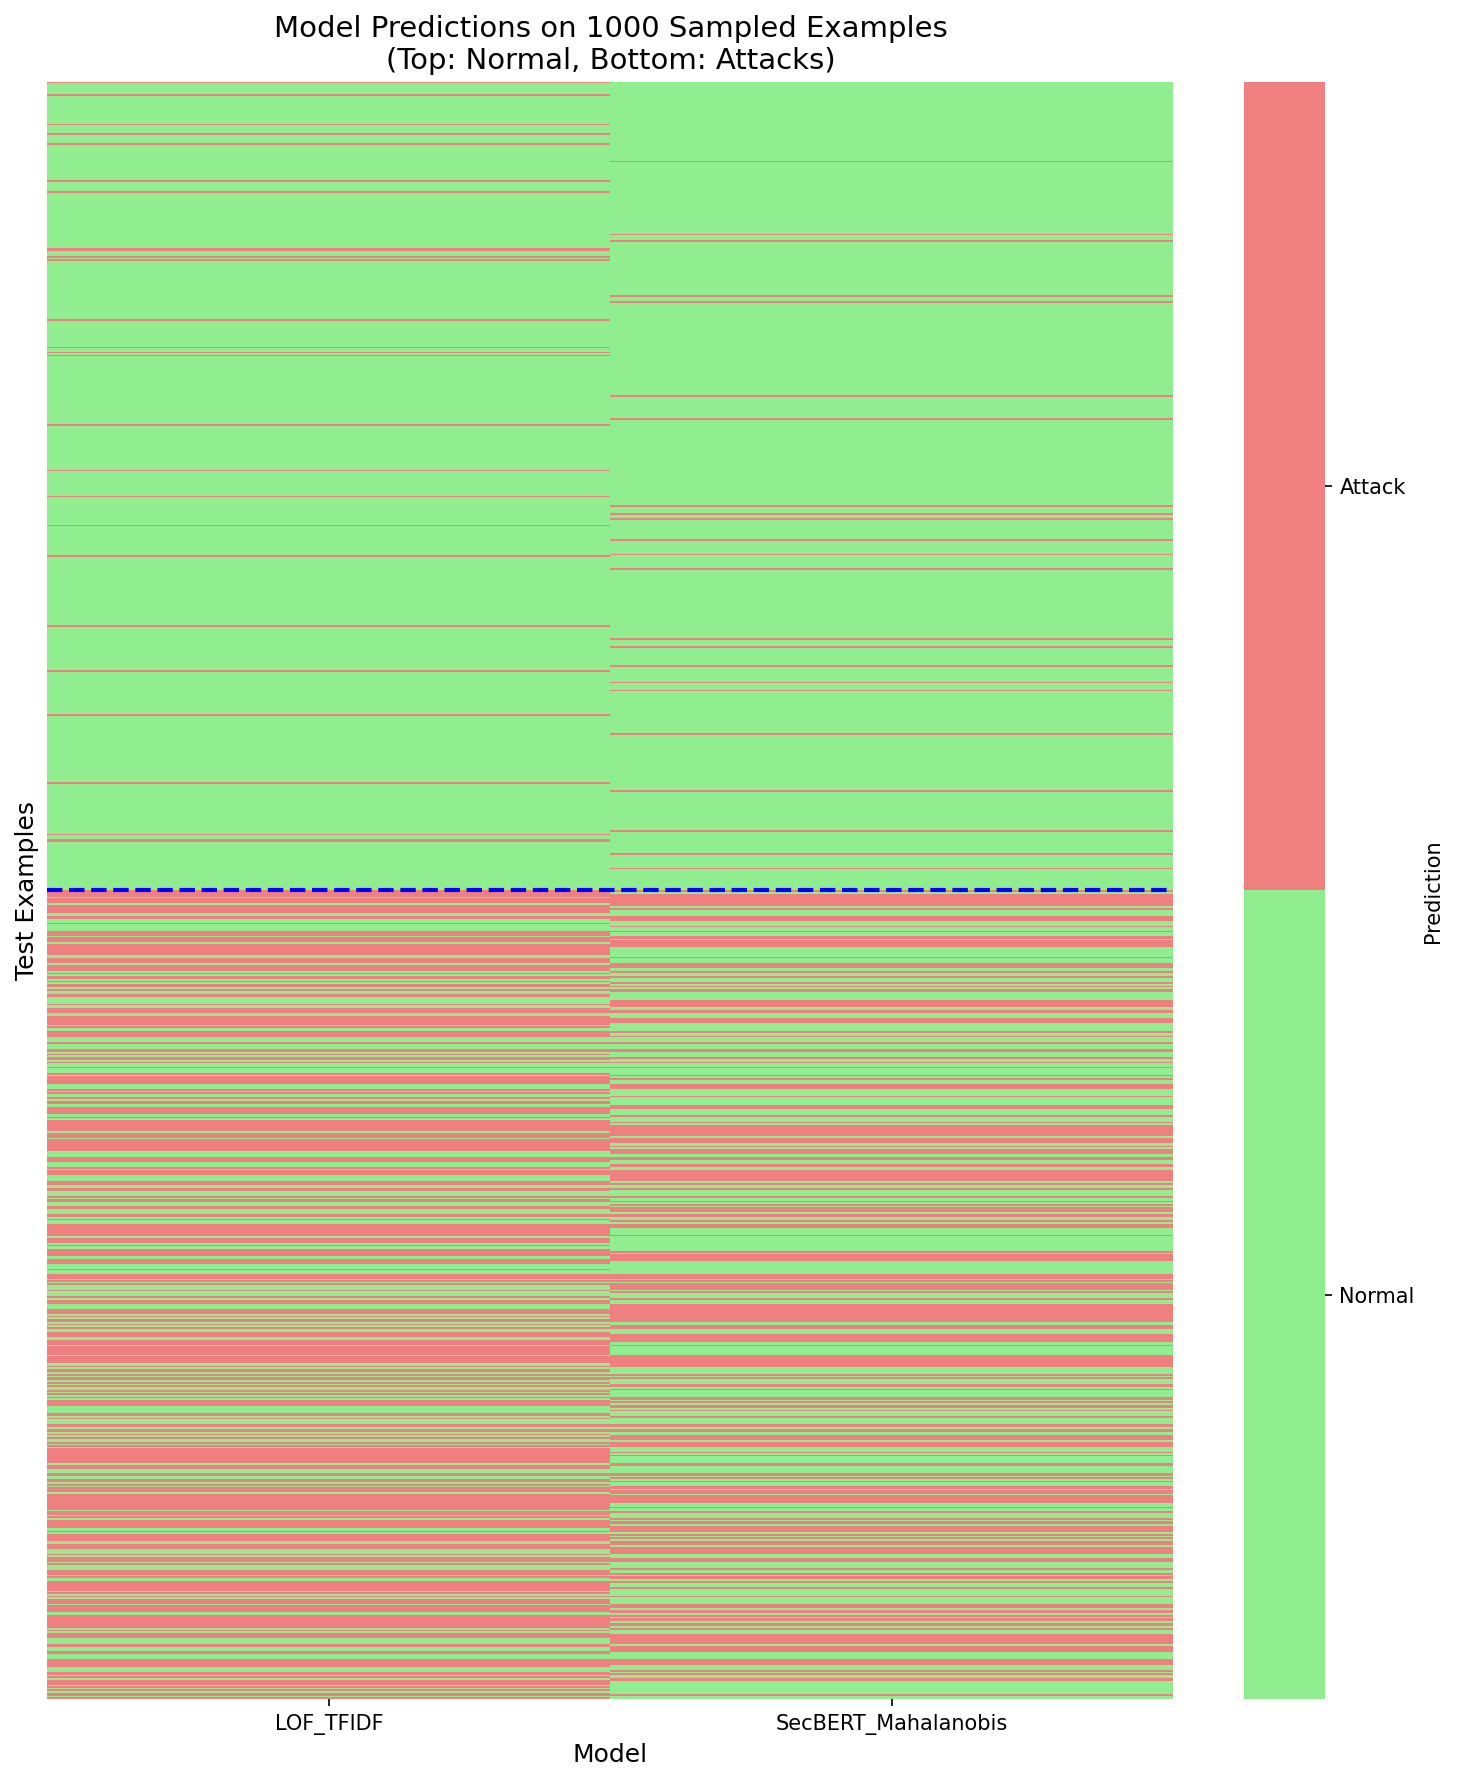 Model Predictions on 1000 Sampled Examples
(Top: Normal, Bottom: Attacks)
Test Examples
Attack
Normal
Prediction
LOF_TFIDF
SecBERT_Mahalanobis
Model